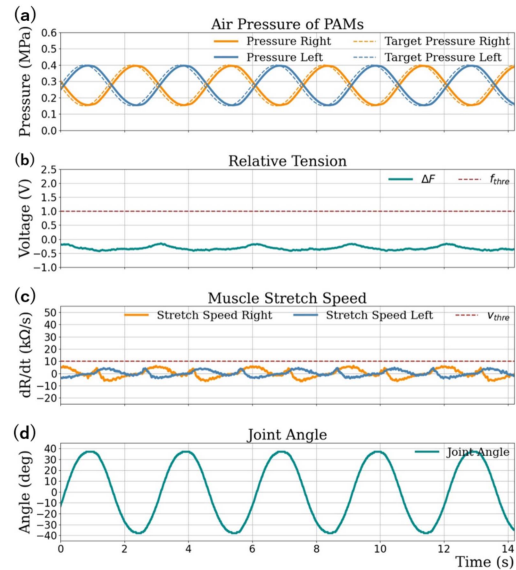 (a)
Air Pressure of PAMs
Pressure (MPa)
0.6
0.5
0.4
0.3
0.2
0.1
0.0
Pressure Right
Target Pressure Right
Pressure Left
Target Pressure Left
(b)
Relative Tension
Voltage (V)
2.5
2.0
1.5
1.0
0.5
0.0
−0.5
−1.0
ΔF
f_thre
(c)
Muscle Stretch Speed
dR/dt (kΩ/s)
50
40
30
20
10
0
−10
−20
Stretch Speed Right
Stretch Speed Left
v_thre
(d)
Joint Angle
Angle (deg)
40
30
20
10
0
−10
−20
−30
−40
Joint Angle
0 2 4 6 8 10 12 14
Time (s)